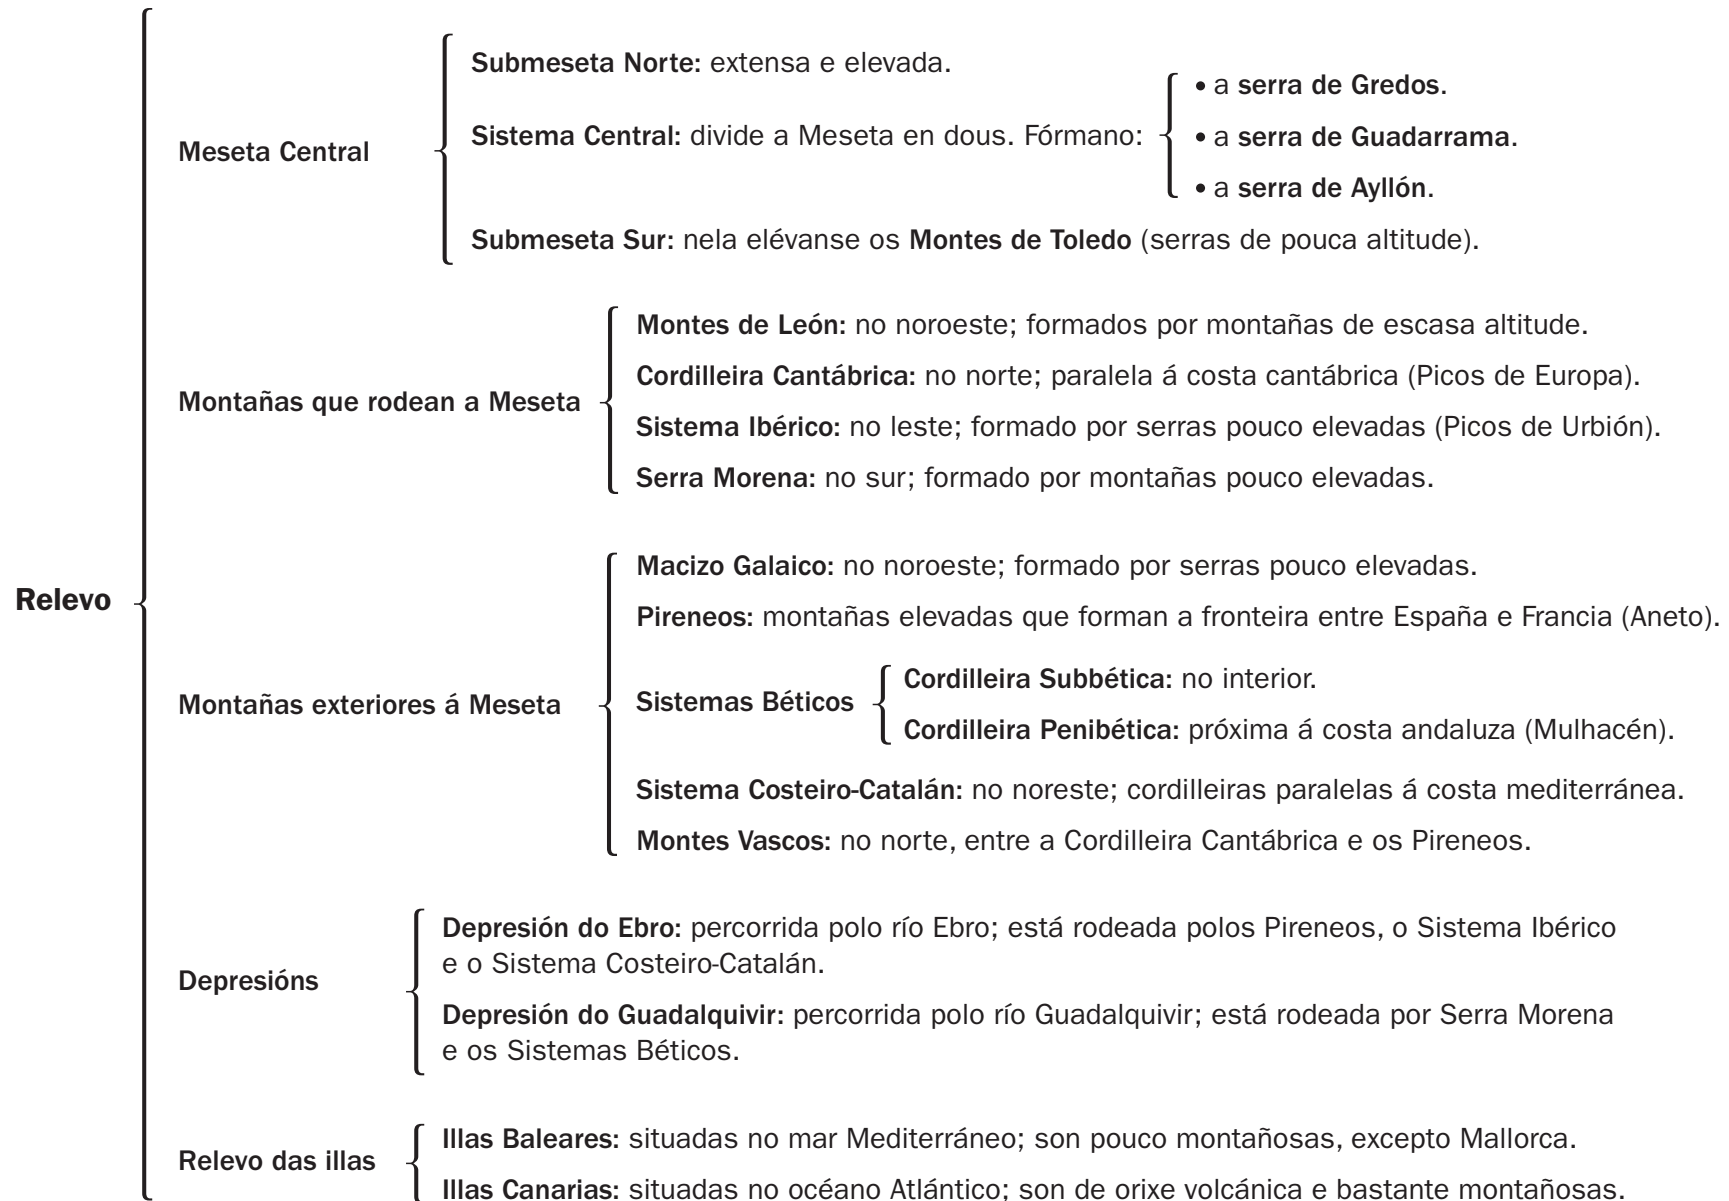 Relevo
Meseta Central
Submeseta Norte: extensa e elevada.
Sistema Central: divide a Meseta en dous. Fórmano:
• a serra de Gredos.
• a serra de Guadarrama.
• a serra de Ayllón.
Submeseta Sur: nela elévanse os Montes de Toledo (serras de pouca altitude).
Montañas que rodean a Meseta
Montes de León: no noroeste; formados por montañas de escasa altitude.
Cordilleira Cantábrica: no norte; paralela á costa cantábrica (Picos de Europa).
Sistema Ibérico: no leste; formado por serras pouco elevadas (Picos de Urbión).
Serra Morena: no sur; formado por montañas pouco elevadas.
Montañas exteriores á Meseta
Macizo Galaico: no noroeste; formado por serras pouco elevadas.
Pireneos: montañas elevadas que forman a fronteira entre España e Francia (Aneto).
Sistemas Béticos
Cordilleira Subbética: no interior.
Cordilleira Penibética: próxima á costa andaluza (Mulhacén).
Sistema Costeiro-Catalán: no noreste; cordilleiras paralelas á costa mediterránea.
Montes Vascos: no norte, entre a Cordilleira Cantábrica e os Pireneos.
Depresións
Depresión do Ebro: percorrida polo río Ebro; está rodeada polos Pireneos, o Sistema Ibérico
e o Sistema Costeiro-Catalán.
Depresión do Guadalquivir: percorrida polo río Guadalquivir; está rodeada por Serra Morena
e os Sistemas Béticos.
Relevo das illas
Illas Baleares: situadas no mar Mediterráneo; son pouco montañosas, excepto Mallorca.
Illas Canarias: situadas no océano Atlántico; son de orixe volcánica e bastante montañosas.